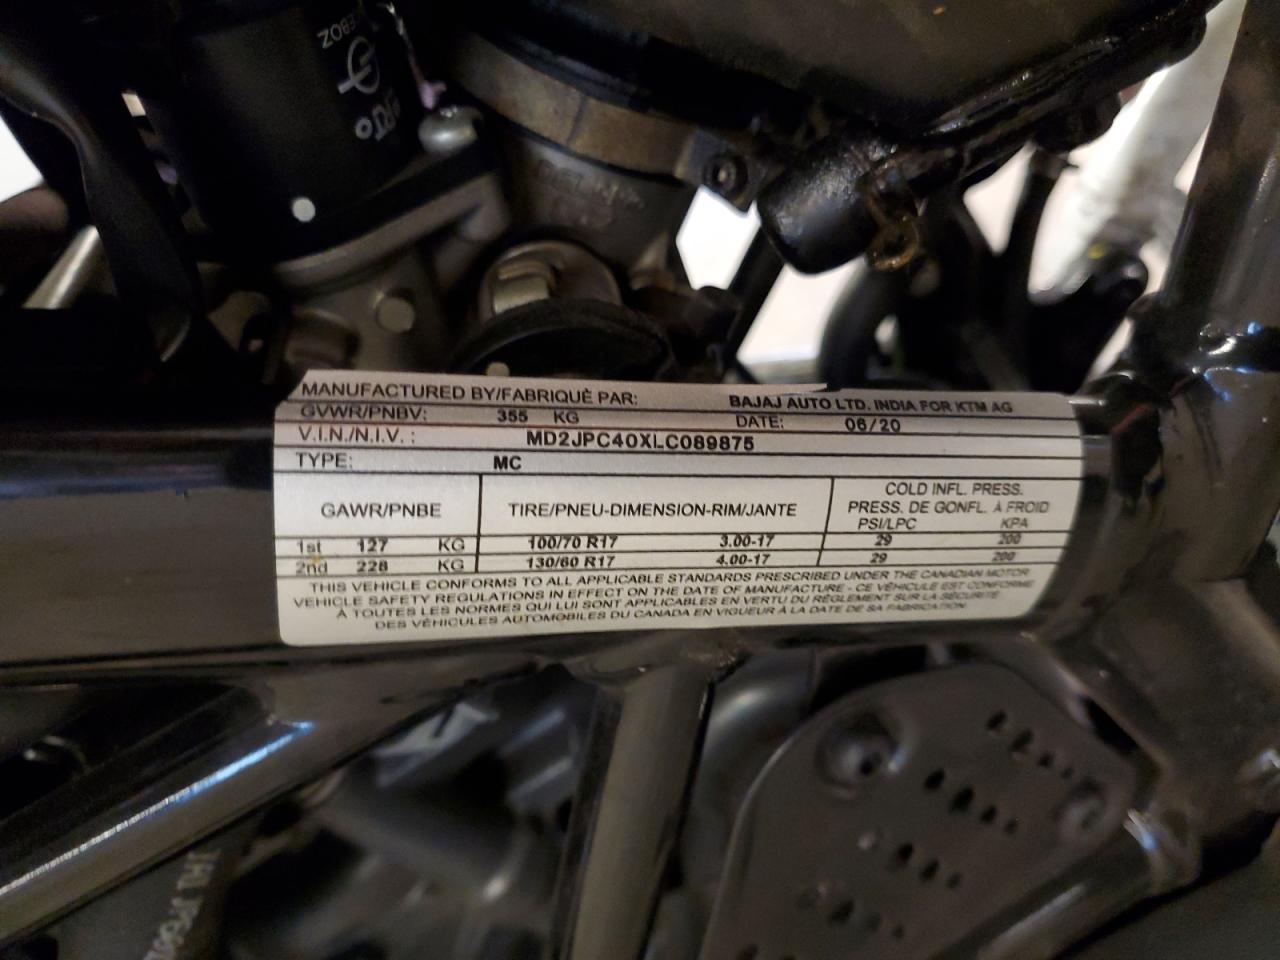 MANUFACTURED BY/FABRIQUÈ PAR: BAJAJ AUTO LTD. INDIA FOR KTM AG
GVWR/PNBV: 355 KG DATE: 06/20
V.I.N./N.I.V. : MD2JPC40XLC089875
TYPE: MC
GAWR/PNBE TIRE/PNEU-DIMENSION-RIM/JANTE COLD INFL. PRESS.
PRESS. DE GONFL. À FROID
PSI/LPC KPA
1st 127 KG 100/70 R17 3.00-17 29 200
2nd 228 KG 130/60 R17 4.00-17 29 200
THIS VEHICLE CONFORMS TO ALL APPLICABLE STANDARDS PRESCRIBED UNDER THE CANADIAN MOTOR
VEHICLE SAFETY REGULATIONS IN EFFECT ON THE DATE OF MANUFACTURE - CE VÉHICULE EST CONFORME
À TOUTES LES NORMES QUI LUI SONT APPLICABLES EN VERTU DU RÈGLEMENT SUR LA SÉCURITÉ
DES VÉHICULES AUTOMOBILES DU CANADA EN VIGUEUR À LA DATE DE SA FABRICATION